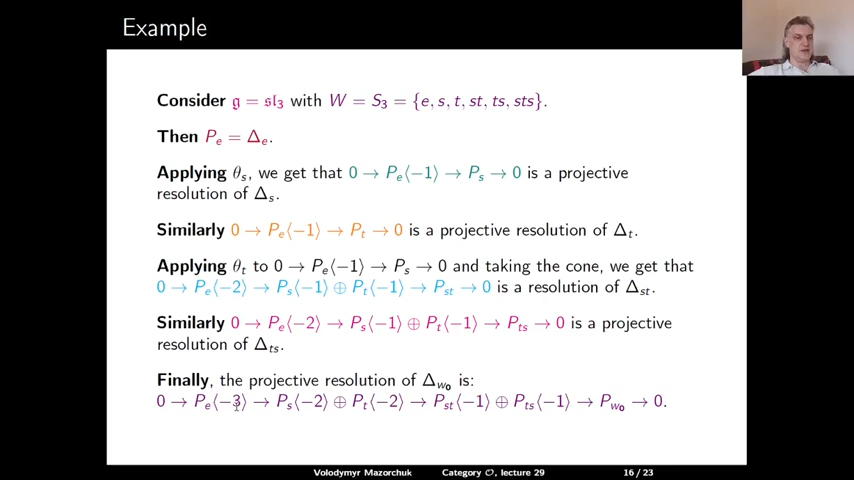 Example
Consider 𝔤 = 𝔰𝔩₃ with W = S₃ = {e, s, t, st, ts, sts}.
Then Pₑ = Δₑ.
Applying θₛ, we get that 0 → Pₑ⟨−1⟩ → Pₛ → 0 is a projective
resolution of Δₛ.
Similarly 0 → Pₑ⟨−1⟩ → Pₜ → 0 is a projective resolution of Δₜ.
Applying θₜ to 0 → Pₑ⟨−1⟩ → Pₛ → 0 and taking the cone, we get that
0 → Pₑ⟨−2⟩ → Pₛ⟨−1⟩ ⊕ Pₜ⟨−1⟩ → Pₛₜ → 0 is a resolution of Δₛₜ.
Similarly 0 → Pₑ⟨−2⟩ → Pₛ⟨−1⟩ ⊕ Pₜ⟨−1⟩ → Pₜₛ → 0 is a projective
resolution of Δₜₛ.
Finally, the projective resolution of Δ_{w₀} is:
0 → Pₑ⟨−3⟩ → Pₛ⟨−2⟩ ⊕ Pₜ⟨−2⟩ → Pₛₜ⟨−1⟩ ⊕ Pₜₛ⟨−1⟩ → P_{w₀} → 0.
Volodymyr Mazorchuk Category 𝒪, lecture 29 16/23